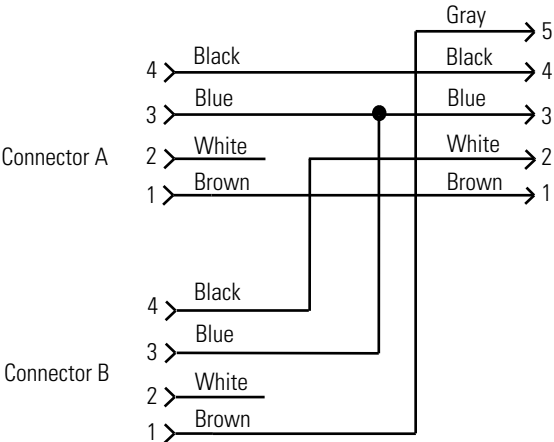 Gray 5
4 Black Black 4
3 Blue Blue 3
Connector A 2 White White 2
1 Brown Brown 1
4 Black
3 Blue
Connector B
2 White
1 Brown